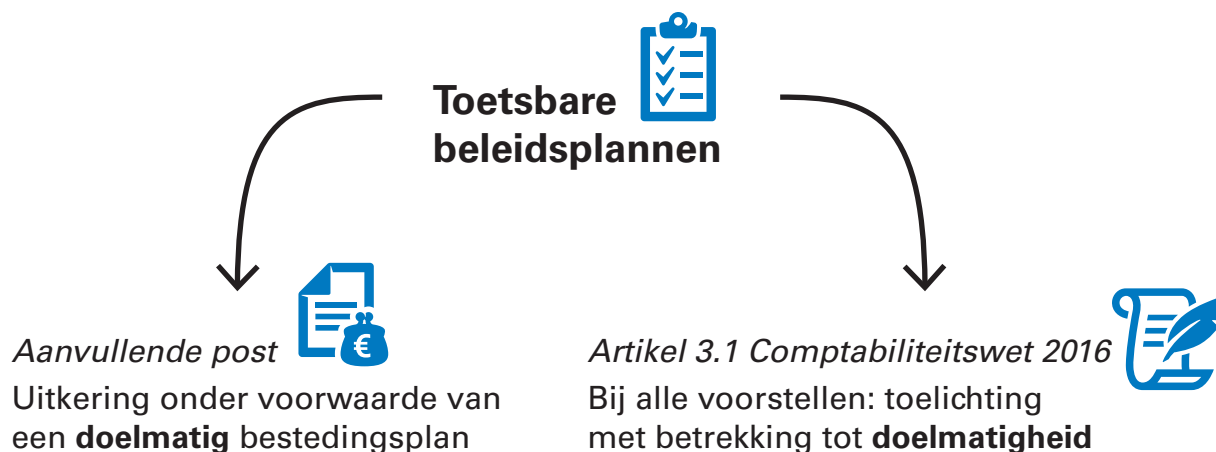 Toetsbare
beleidsplannen
Aanvullende post
€
Uitkering onder voorwaarde van
een doelmatig bestedingsplan
Artikel 3.1 Comptabiliteitswet 2016
Bij alle voorstellen: toelichting
met betrekking tot doelmatigheid